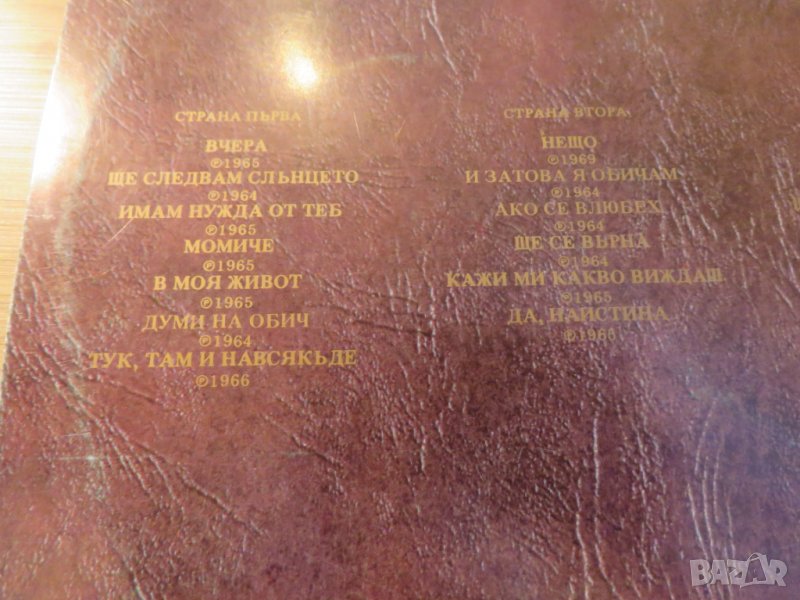 СТРАНА ПЪРВА
ВЧЕРА
℗1965
ЩЕ СЛЕДВАМ СЛЪНЦЕТО
℗1964
ИМАМ НУЖДА ОТ ТЕБ
℗1965
МОМИЧЕ
℗1965
В МОЯ ЖИВОТ
℗1965
ДУМИ НА ОБИЧ
℗1964
ТУК, ТАМ И НАВСЯКЪДЕ
℗1966
СТРАНА ВТОРА
НЕЩО
℗1969
И ЗАТОВА Я ОБИЧАМ
℗1964
АКО СЕ ВЛЮБЕХ
℗1964
ЩЕ СЕ ВЪРНА
℗1964
КАЖИ МИ КАКВО ВИЖДАШ
℗1965
ДА, НАИСТИНА
BAZAR